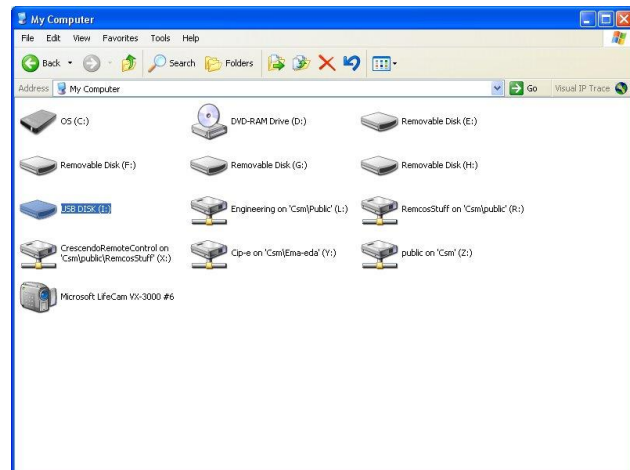 My Computer
File Edit View Favorites Tools Help
Back Search Folders
Address My Computer Go Visual IP Trace
OS (C:) DVD-RAM Drive (D:) Removable Disk (E:)
Removable Disk (F:) Removable Disk (G:) Removable Disk (H:)
USB DISK (I:) Engineering on 'Csm\Public' (L:) RemcosStuff on 'Csm\public' (R:)
CrescendoRemoteControl on
'Csm\public\RemcosStuff' (X:) Cip-e on 'Csm\Ema-eda' (Y:) public on 'Csm' (Z:)
Microsoft LifeCam VX-3000 #6